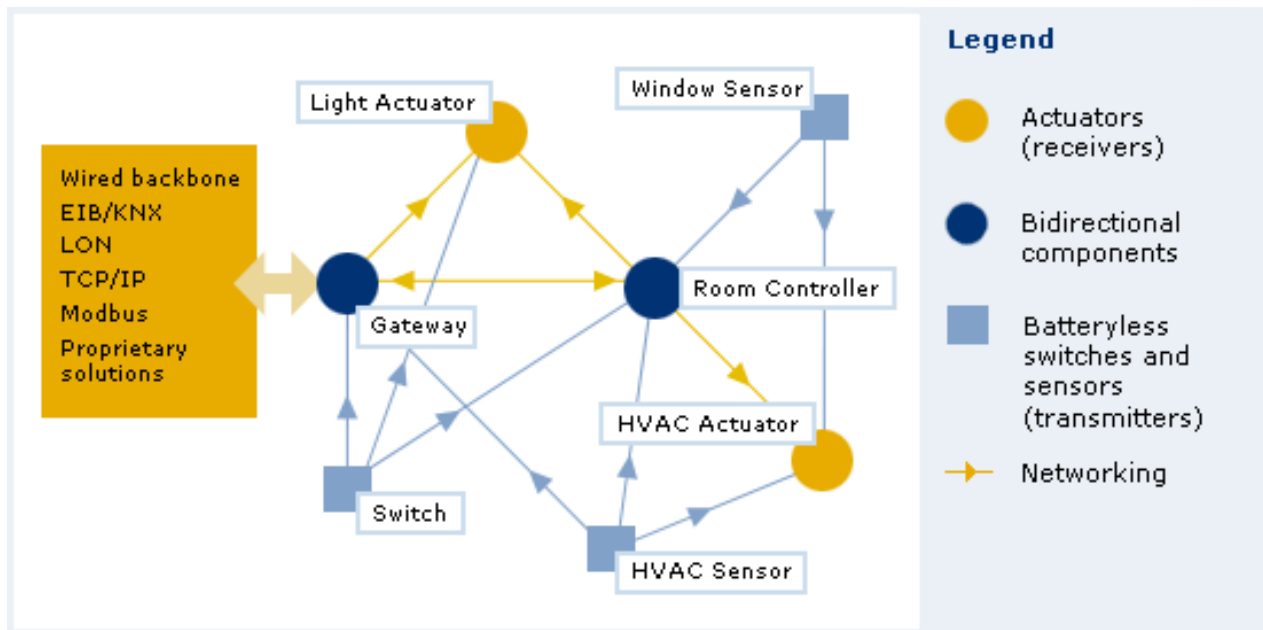 Light Actuator
Window Sensor
Wired backbone
EIB/KNX
LON
TCP/IP
Modbus
Proprietary
solutions
Gateway
Room Controller
HVAC Actuator
Switch
HVAC Sensor
Legend
Actuators
(receivers)
Bidirectional
components
Batteryless
switches and
sensors
(transmitters)
Networking